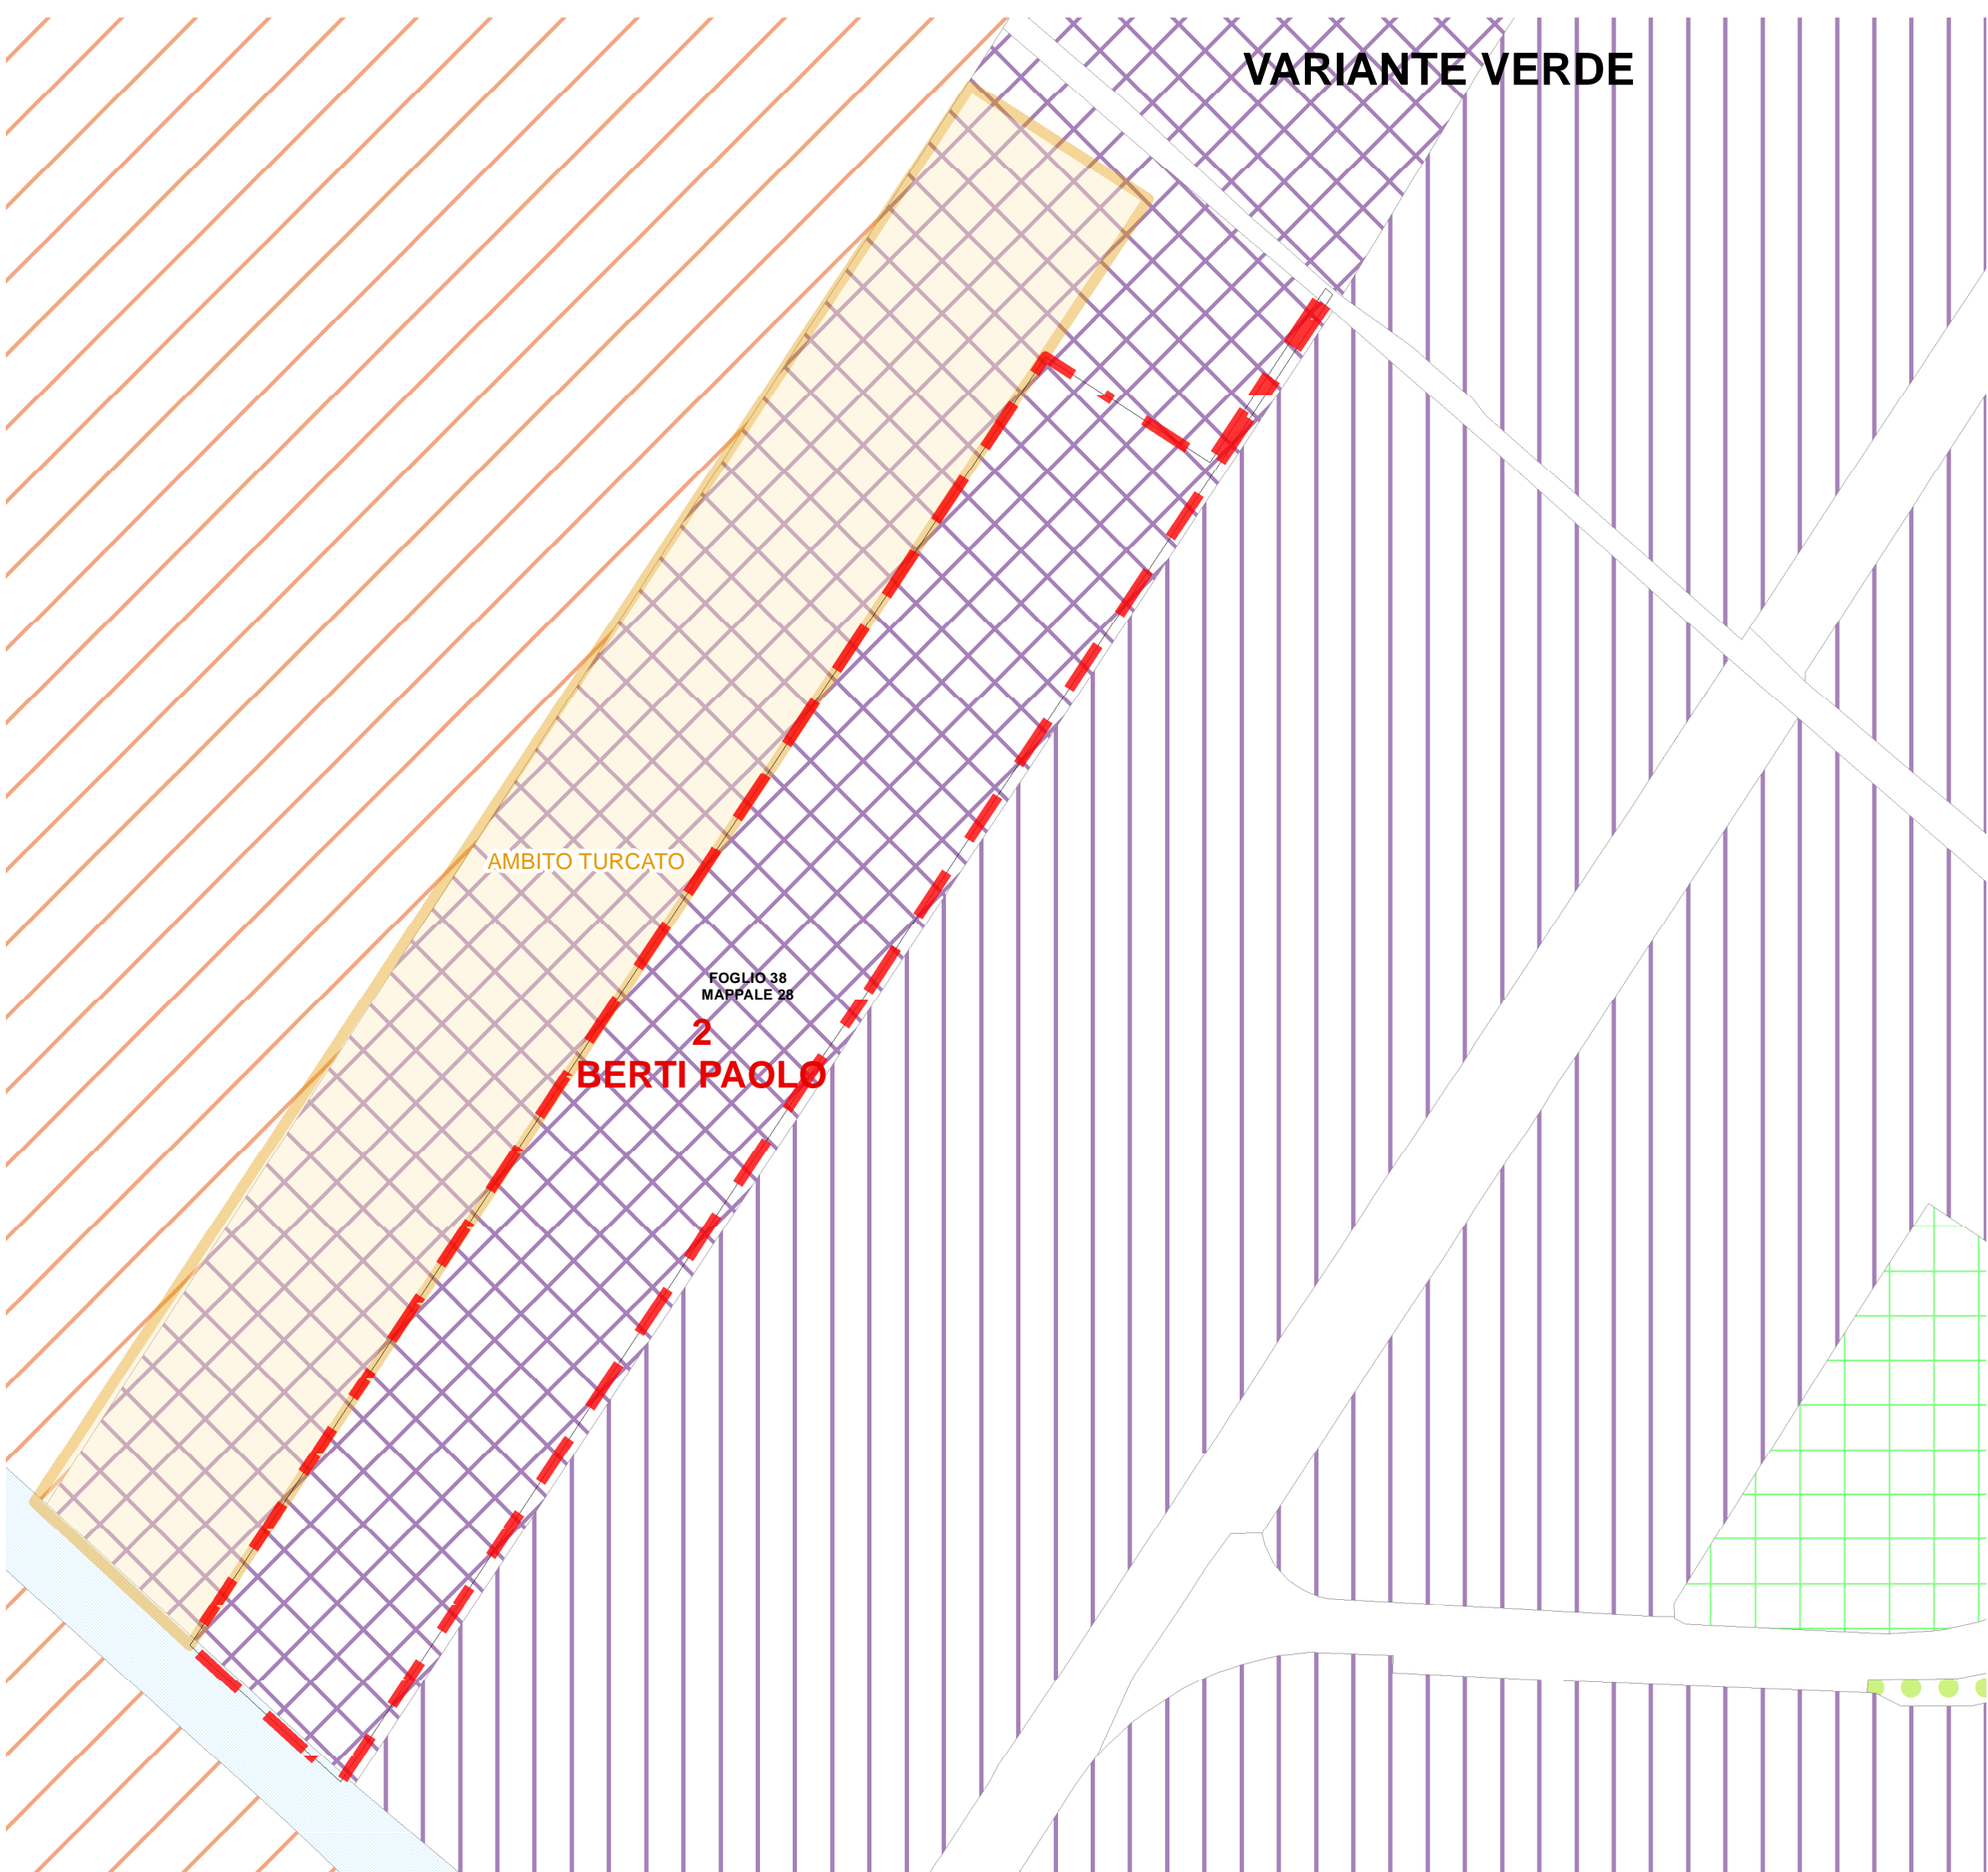 VARIANTE VERDE
AMBITO TURCATO
FOGLIO 38
MAPPALE 28
2
BERTI PAOLO